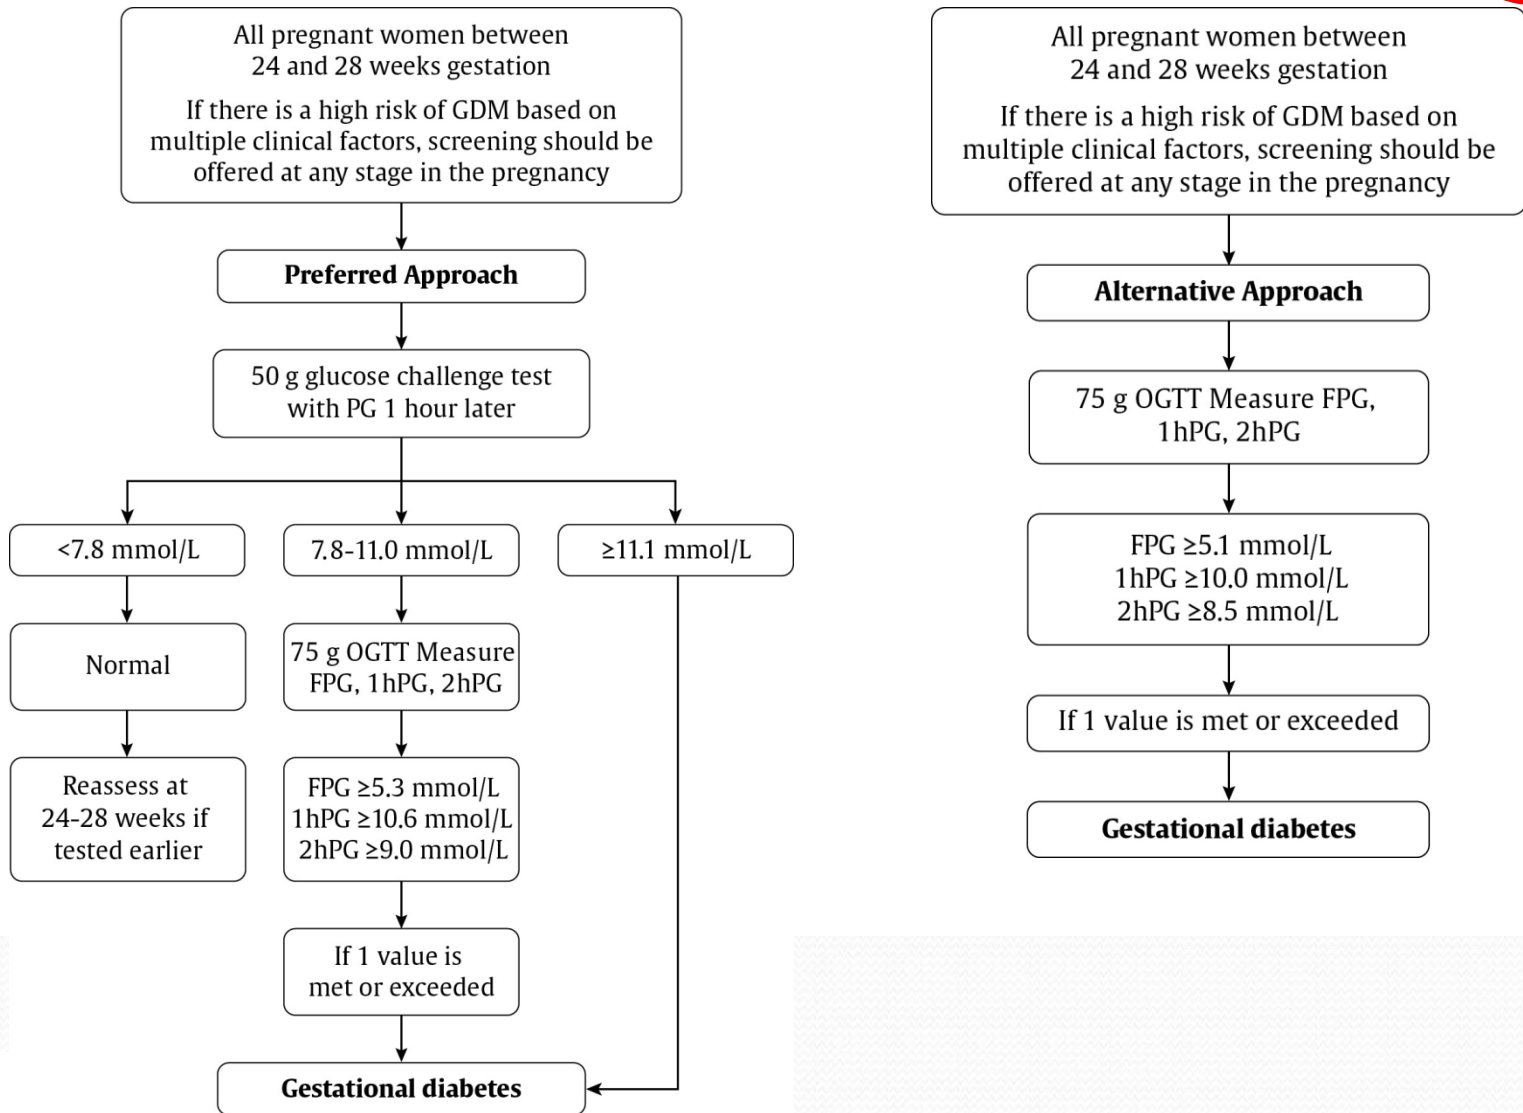 All pregnant women between
24 and 28 weeks gestation
If there is a high risk of GDM based on
multiple clinical factors, screening should be
offered at any stage in the pregnancy
Preferred Approach
50 g glucose challenge test
with PG 1 hour later
<7.8 mmol/L
7.8-11.0 mmol/L
≥11.1 mmol/L
Normal
75 g OGTT Measure
FPG, 1hPG, 2hPG
Reassess at
24-28 weeks if
tested earlier
FPG ≥5.3 mmol/L
1hPG ≥10.6 mmol/L
2hPG ≥9.0 mmol/L
If 1 value is
met or exceeded
Gestational diabetes
All pregnant women between
24 and 28 weeks gestation
If there is a high risk of GDM based on
multiple clinical factors, screening should be
offered at any stage in the pregnancy
Alternative Approach
75 g OGTT Measure FPG,
1hPG, 2hPG
FPG ≥5.1 mmol/L
1hPG ≥10.0 mmol/L
2hPG ≥8.5 mmol/L
If 1 value is met or exceeded
Gestational diabetes